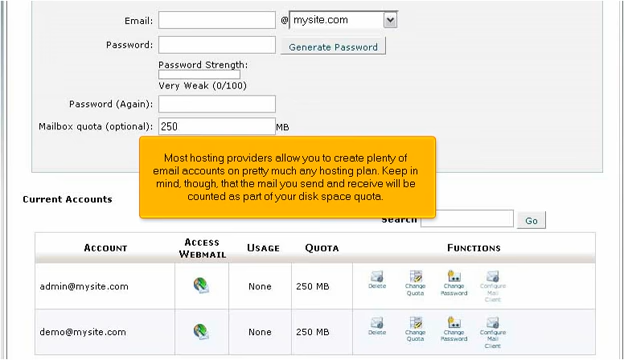 Email: @ mysite.com
Password: Generate Password
Password Strength:
Very Weak (0/100)
Password (Again):
Mailbox quota (optional): 250 MB
Most hosting providers allow you to create plenty of
email accounts on pretty much any hosting plan. Keep in
mind, though, that the mail you send and receive will be
counted as part of your disk space quota.
Current Accounts
Search Go
ACCOUNT ACCESS WEBMAIL USAGE QUOTA FUNCTIONS
admin@mysite.com None 250 MB Delete Change Quota Change Password Configure Mail Client
demo@mysite.com None 250 MB Delete Change Quota Change Password Configure Mail Client